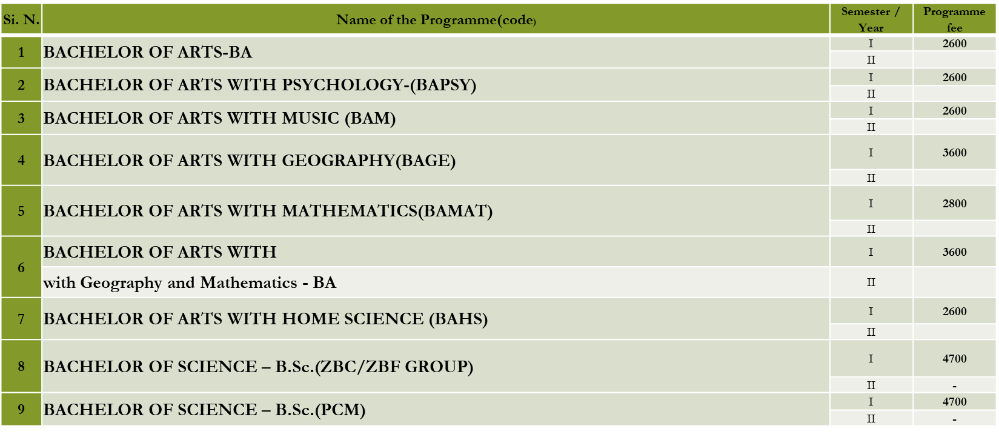 Si. N. Name of the Programme(code) Semester / Year Programme fee
1 BACHELOR OF ARTS-BA I 2600
II
2 BACHELOR OF ARTS WITH PSYCHOLOGY-(BAPSY) I 2600
II
3 BACHELOR OF ARTS WITH MUSIC (BAM) I 2600
II
4 BACHELOR OF ARTS WITH GEOGRAPHY(BAGE) I 3600
II
5 BACHELOR OF ARTS WITH MATHEMATICS(BAMAT) I 2800
II
6 BACHELOR OF ARTS WITH I 3600
with Geography and Mathematics - BA II
7 BACHELOR OF ARTS WITH HOME SCIENCE (BAHS) I 2600
II
8 BACHELOR OF SCIENCE – B.Sc.(ZBC/ZBF GROUP) I 4700
II -
9 BACHELOR OF SCIENCE – B.Sc.(PCM) I 4700
II -